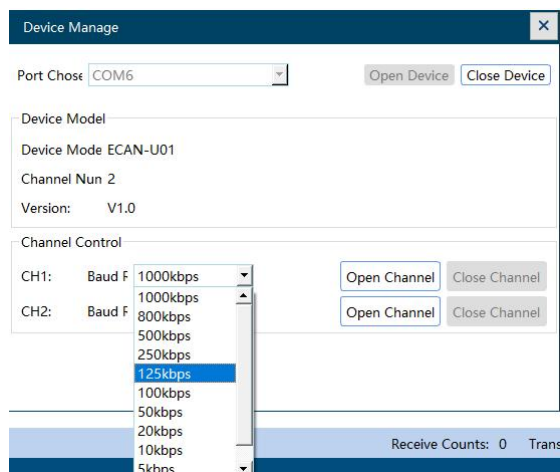 Device Manage
Port Chose COM6 Open Device Close Device
Device Model
Device Mode ECAN-U01
Channel Nun 2
Version: V1.0
Channel Control
CH1: Baud F 1000kbps Open Channel Close Channel
1000kbps
800kbps
CH2: Baud F Open Channel Close Channel
500kbps
250kbps
125kbps
100kbps
50kbps
20kbps
10kbps
5kbps
Receive Counts: 0 Trans